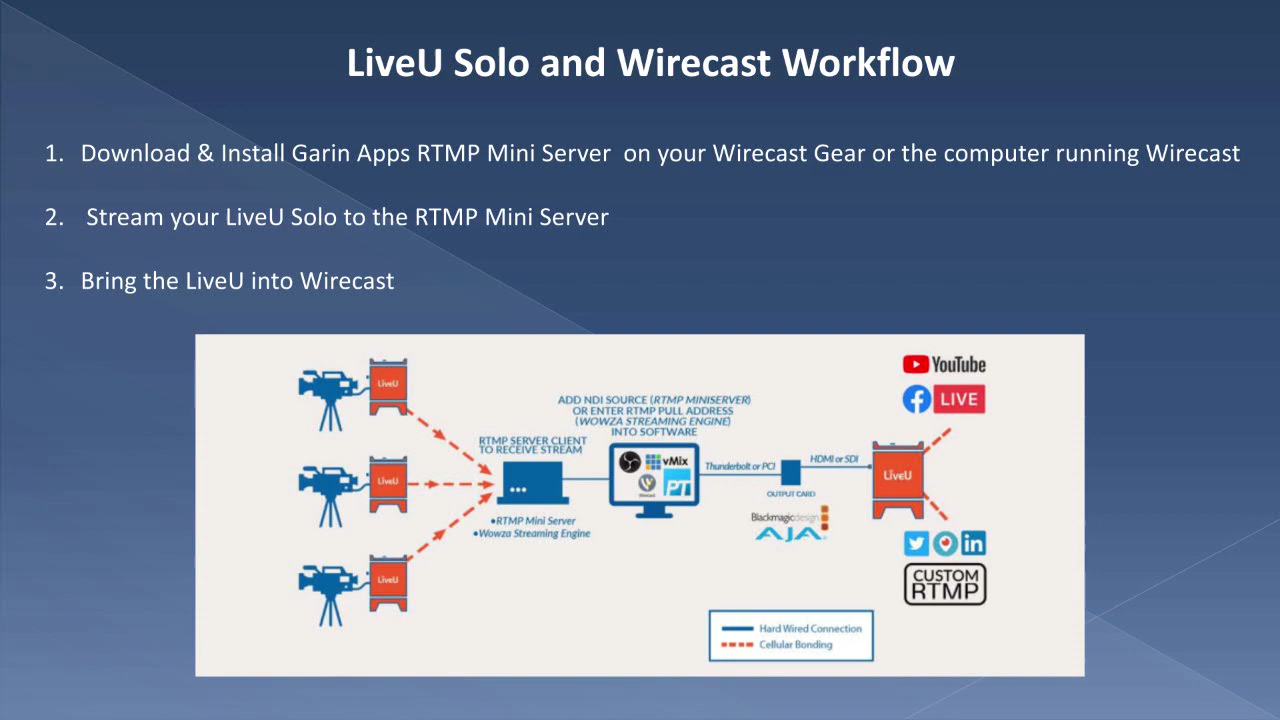 LiveU Solo and Wirecast Workflow
1. Download & Install Garin Apps RTMP Mini Server on your Wirecast Gear or the computer running Wirecast
2. Stream your LiveU Solo to the RTMP Mini Server
3. Bring the LiveU into Wirecast
LiveU
LiveU
LiveU
RTMP SERVER CLIENT
TO RECEIVE STREAM
•RTMP Mini Server
•Wowza Streaming Engine
ADD NDI SOURCE (RTMP MINISERVER)
OR ENTER RTMP PULL ADDRESS
(WOWZA STREAMING ENGINE)
INTO SOFTWARE
vMix
Wirecast
PT
Thunderbolt or PCI
OUTPUT CARD
Blackmagicdesign
AJA
HDMI or SDI
LiveU
YouTube
LIVE
in
CUSTOM
RTMP
Hard Wired Connection
Cellular Bonding